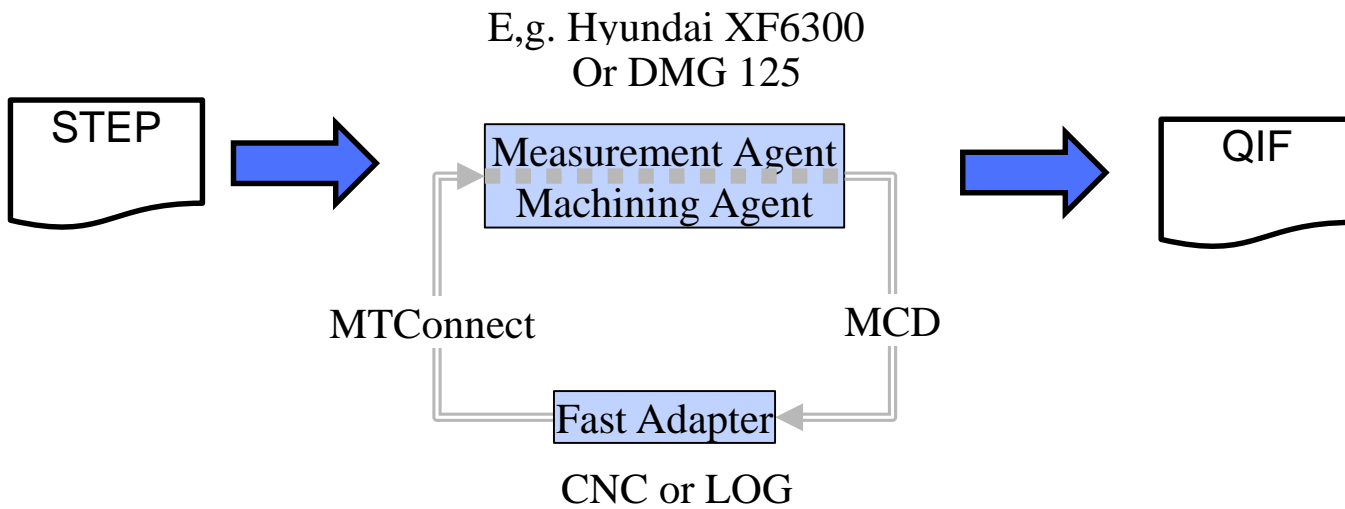 E,g. Hyundai XF6300
Or DMG 125
STEP
Measurement Agent
Machining Agent
QIF
MTConnect
MCD
Fast Adapter
CNC or LOG